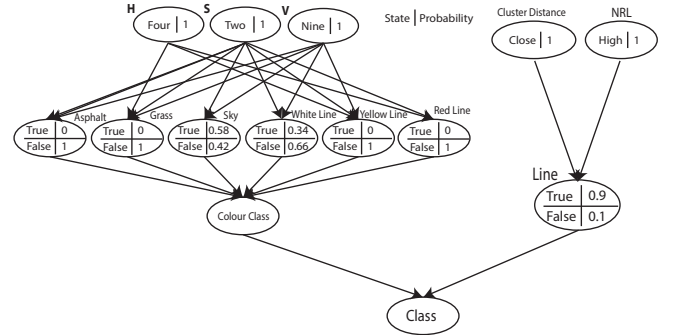 H S V
Four | 1 Two | 1 Nine | 1
State | Probability
Cluster Distance NRL
Close | 1 High | 1
Asphalt Grass Sky White Line Yellow Line Red Line
True 0 True 0 True 0.58 True 0.34 True 0 True 0
False 1 False 1 False 0.42 False 0.66 False 1 False 1
Line
True 0.9
False 0.1
Colour Class
Class